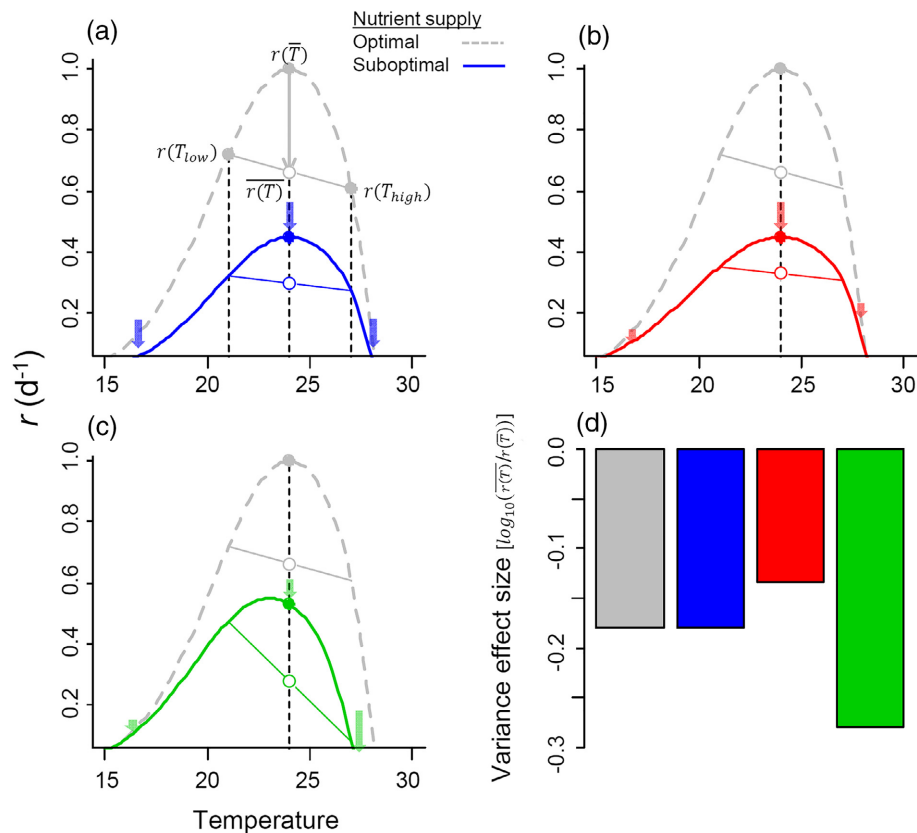 (a)
Nutrient supply
Optimal
Suboptimal
(b)
r(T̅)
1.0
0.8
0.6
0.4
0.2
r(T_low)
r̅(̅T̅)̅
r(T_high)
15 20 25 30
1.0
0.8
0.6
0.4
0.2
15 20 25 30
r (d⁻¹)
(c)
1.0
0.8
0.6
0.4
0.2
15 20 25 30
Temperature
(d)
Variance effect size [log₁₀(r̅(̅T̅)̅/r(T̅))]
0.0
-0.1
-0.2
-0.3